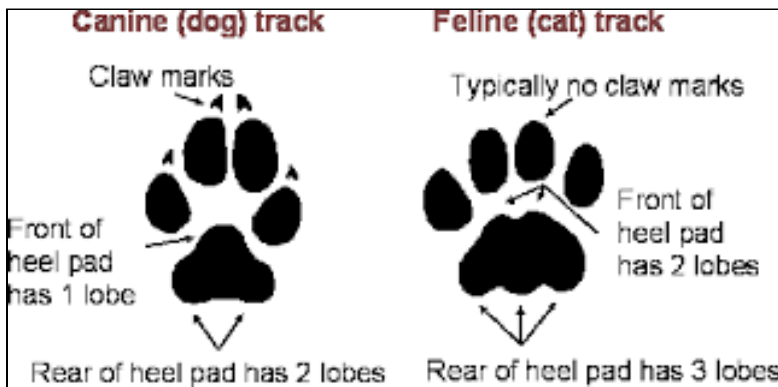 Canine (dog) track
Feline (cat) track
Claw marks
Typically no claw marks
Front of
heel pad
has 1 lobe
Front of
heel pad
has 2 lobes
Rear of heel pad has 2 lobes
Rear of heel pad has 3 lobes